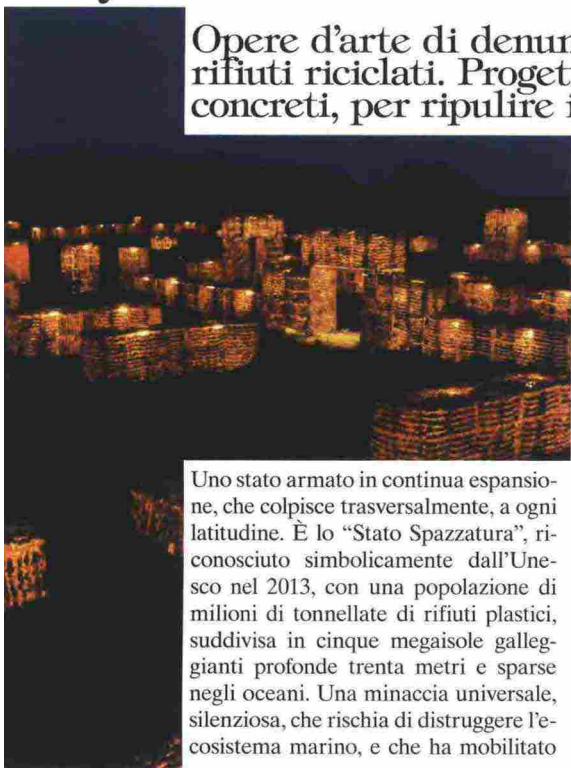 Opere d'arte di denun
rifiuti riciclati. Proget
concreti, per ripulire i
Uno stato armato in continua espansio-
ne, che colpisce trasversalmente, a ogni
latitudine. È lo “Stato Spazzatura”, ri-
conosciuto simbolicamente dall'Une-
sco nel 2013, con una popolazione di
milioni di tonnellate di rifiuti plastici,
suddivisa in cinque megaisole galleg-
gianti profonde trenta metri e sparse
negli oceani. Una minaccia universale,
silenziosa, che rischia di distruggere l'e-
cosistema marino, e che ha mobilitato